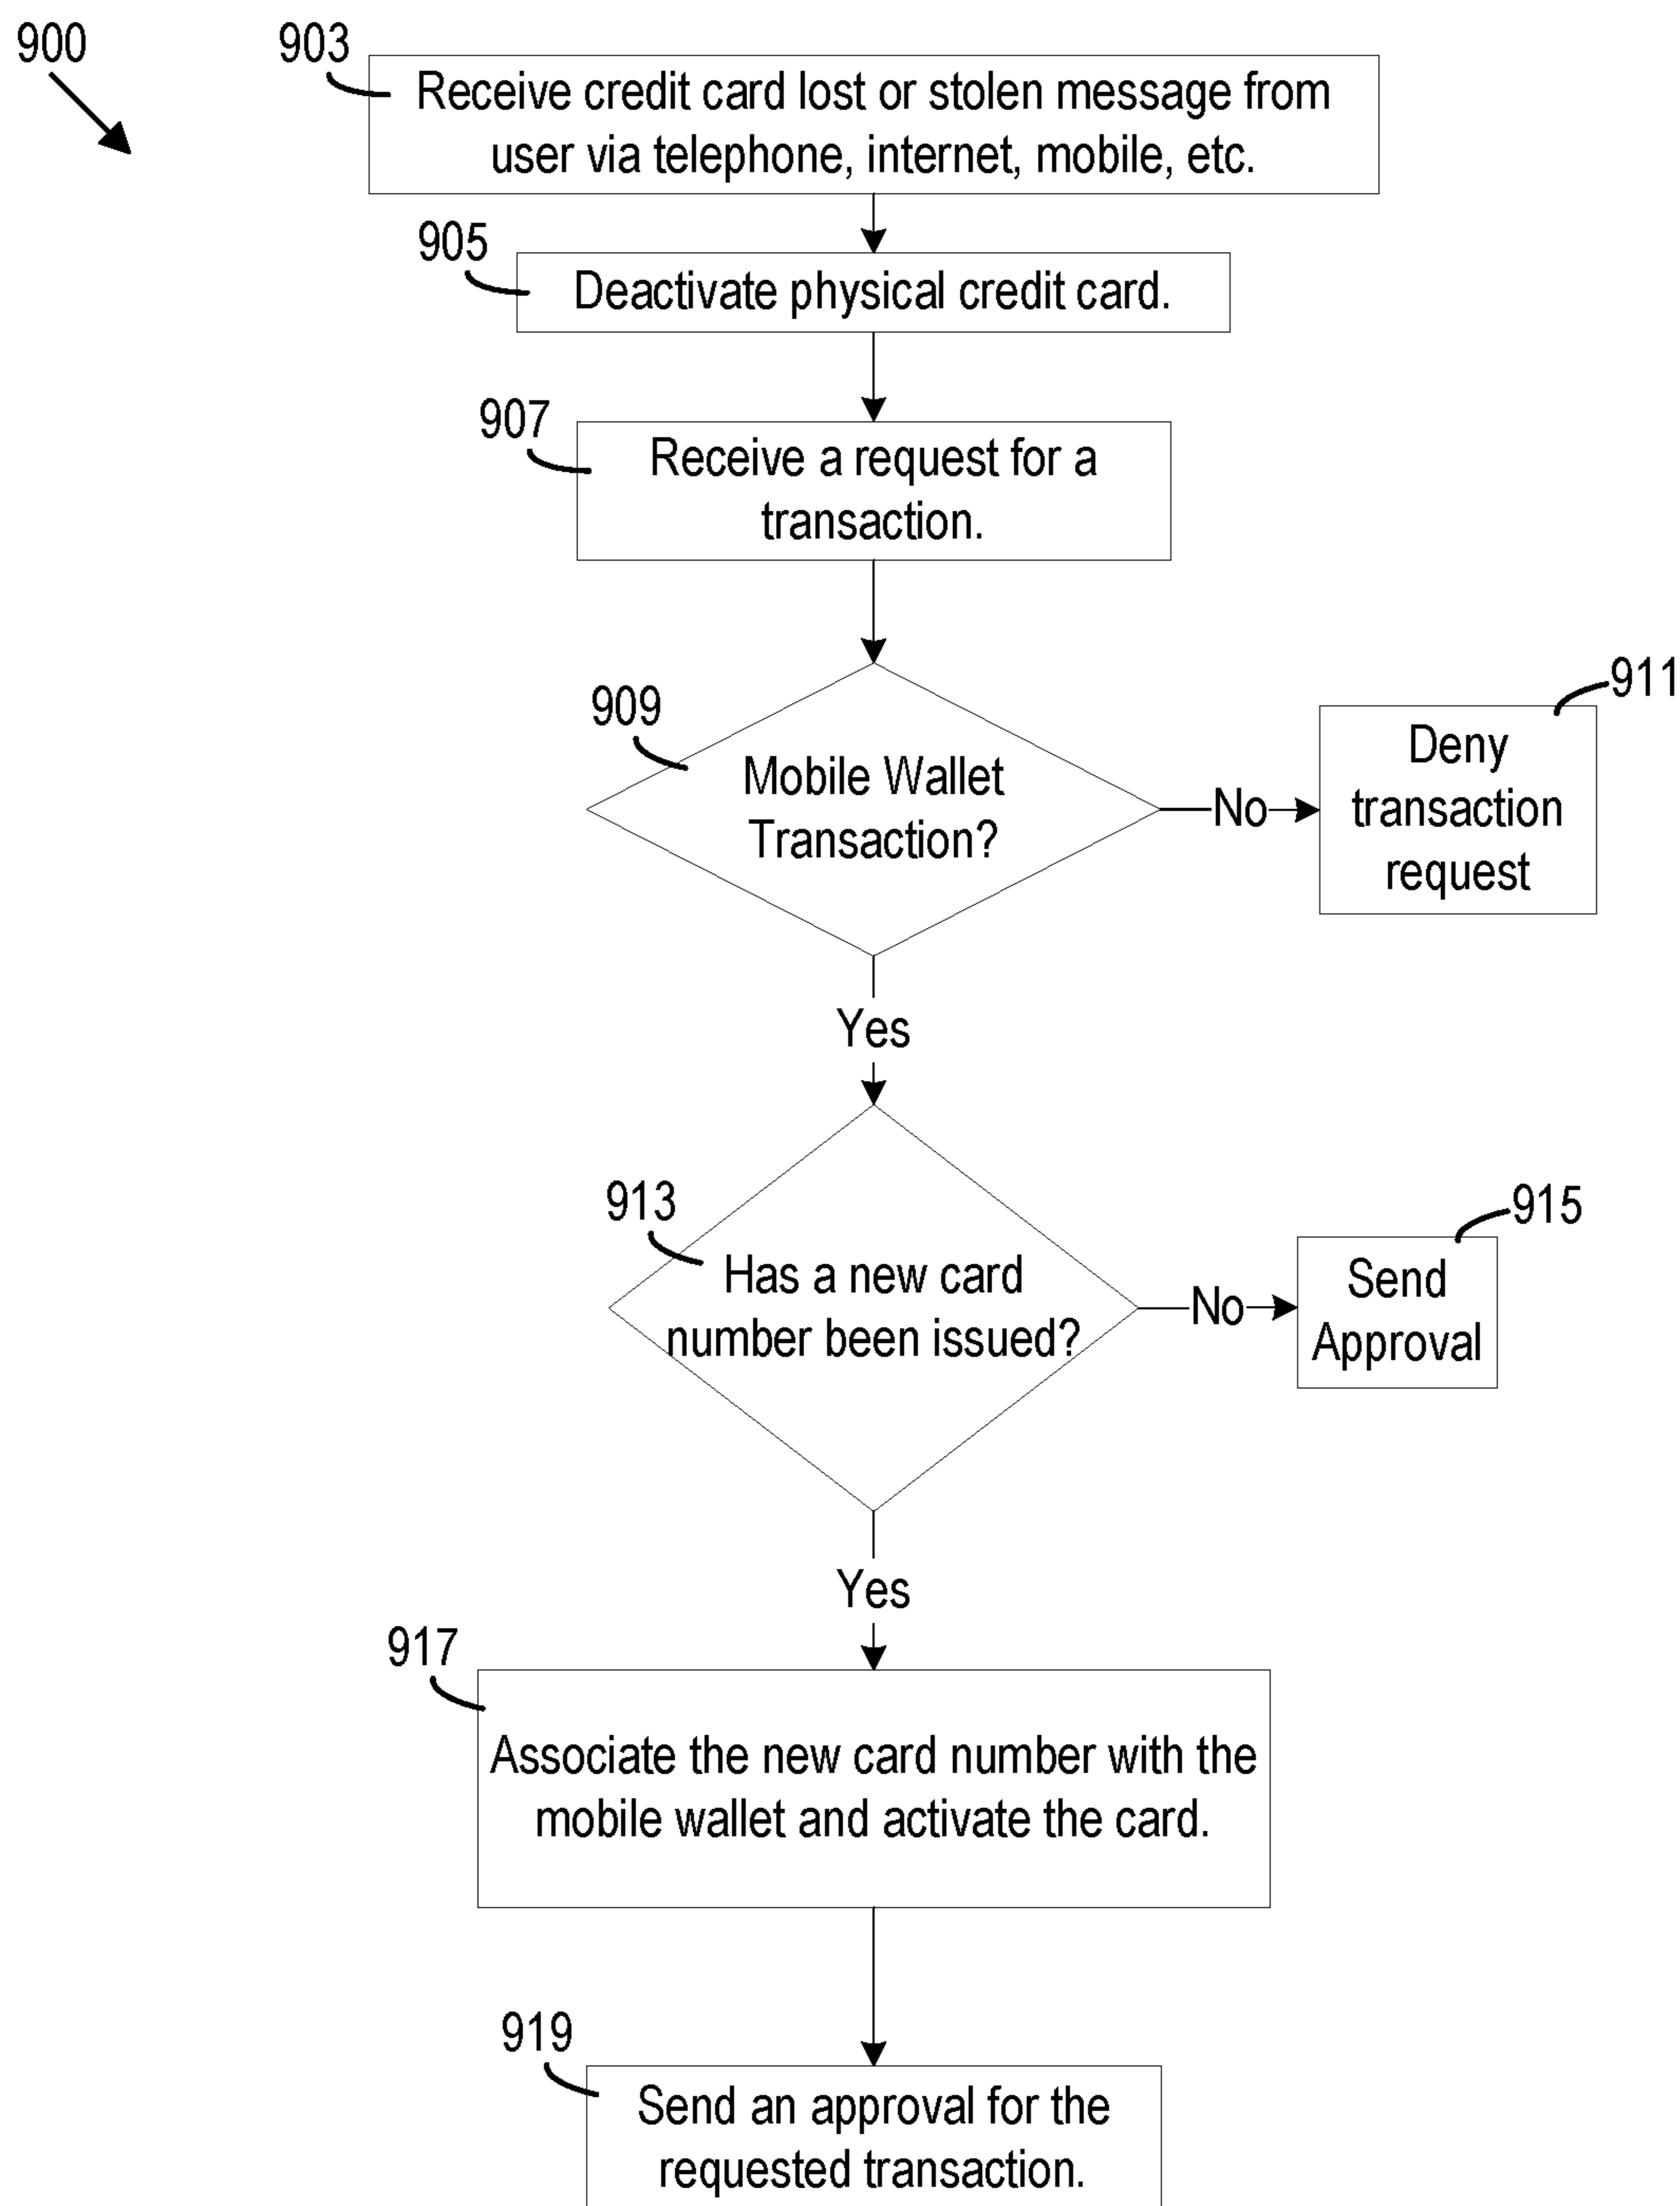 900
903
Receive credit card lost or stolen message from
user via telephone, internet, mobile, etc.
905
Deactivate physical credit card.
907
Receive a request for a
transaction.
909
Mobile Wallet
Transaction?
No
911
Deny
transaction
request
Yes
913
Has a new card
number been issued?
No
915
Send
Approval
Yes
917
Associate the new card number with the
mobile wallet and activate the card.
919
Send an approval for the
requested transaction.